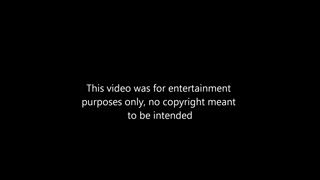 This video was for entertainment
purposes only, no copyright meant
to be intended